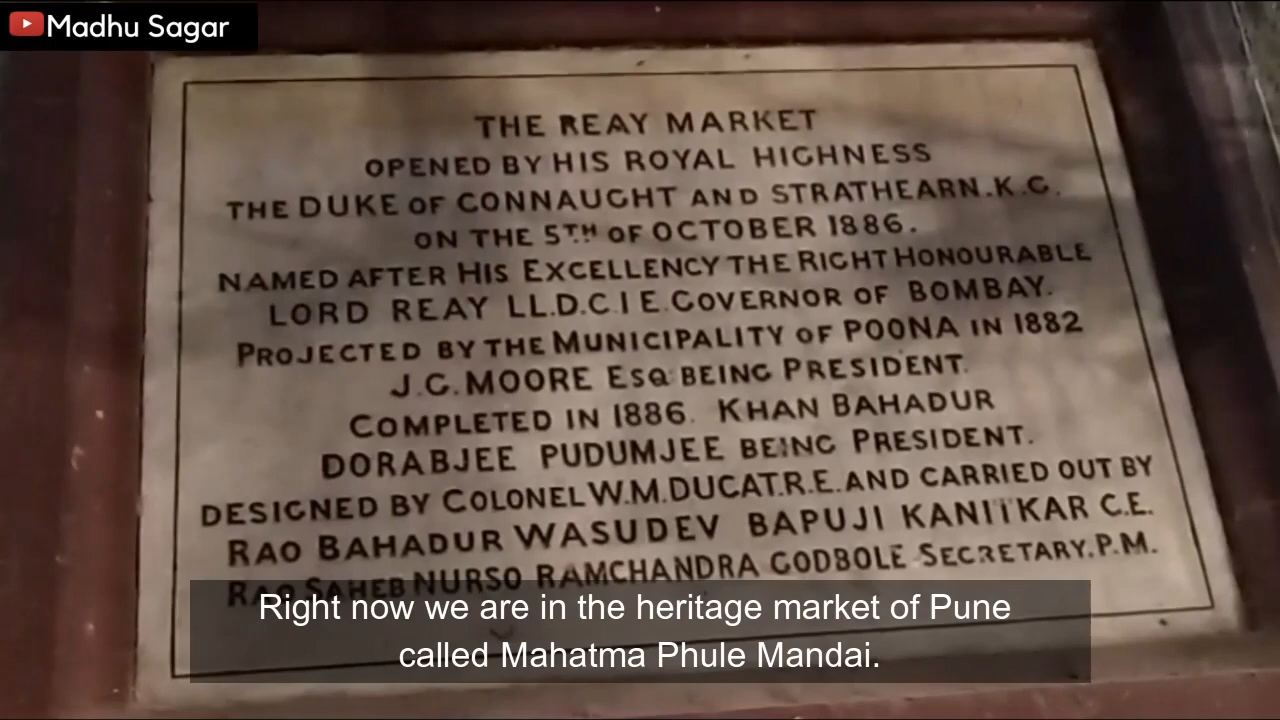 Madhu Sagar
THE REAY MARKET
OPENED BY HIS ROYAL HIGHNESS
THE DUKE OF CONNAUGHT AND STRATHEARN.K.G.
ON THE 5TH OF OCTOBER 1886.
NAMED AFTER HIS EXCELLENCY THE RIGHT HONOURABLE
LORD REAY LL.D.C.I E.GOVERNOR OF BOMBAY.
PROJECTED BY THE MUNICIPALITY OF POONA IN 1882
J.G.MOORE ESQ BEING PRESIDENT.
COMPLETED IN 1886. KHAN BAHADUR
DORABJEE PUDUMJEE BEING PRESIDENT.
DESIGNED BY COLONEL W.M.DUCAT.R.E.AND CARRIED OUT BY
RAO BAHADUR WASUDEV BAPUJI KANITKAR C.E.
RAO SAHEB NURSO RAMCHANDRA GODBOLE SECRETARY.P.M.
Right now we are in the heritage market of Pune
called Mahatma Phule Mandai.